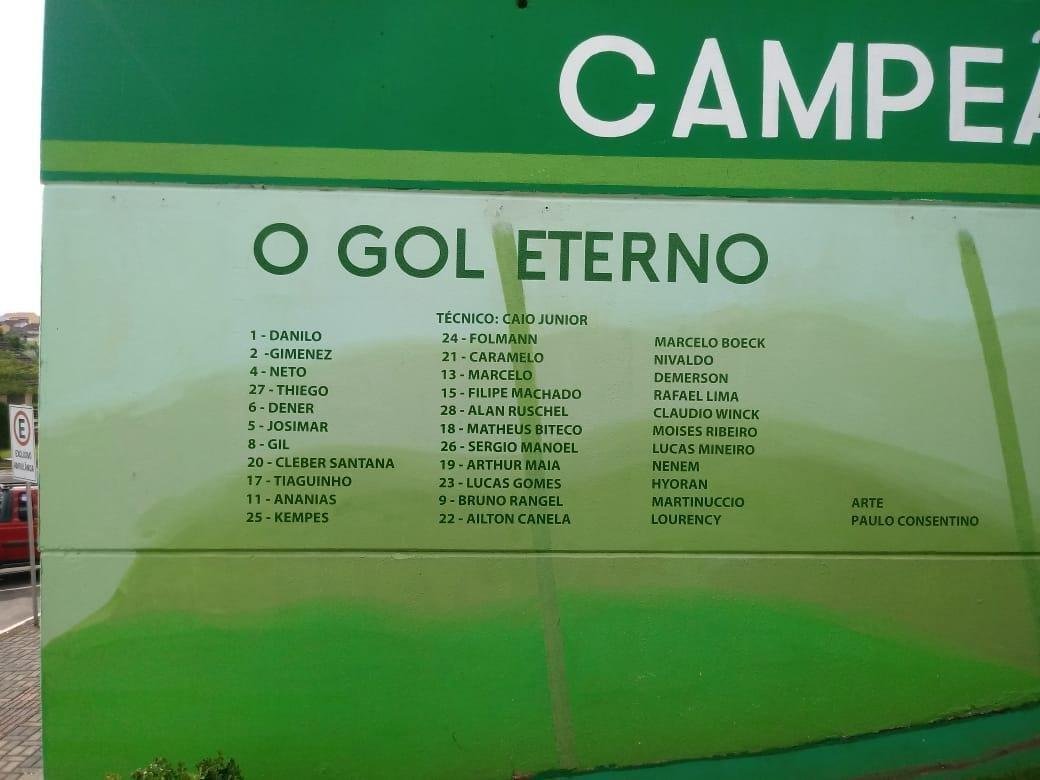 CAMPEÃ
O GOL ETERNO
TÉCNICO: CAIO JUNIOR
1 - DANILO
2 -GIMENEZ
4 - NETO
27 - THIEGO
6 - DENER
5 - JOSIMAR
8 - GIL
20 - CLEBER SANTANA
17 - TIAGUINHO
11 - ANANIAS
25 - KEMPES
24 - FOLMANN
21 - CARAMELO
13 - MARCELO
15 - FILIPE MACHADO
28 - ALAN RUSCHEL
18 - MATHEUS BITECO
26 - SERGIO MANOEL
19 - ARTHUR MAIA
23 - LUCAS GOMES
9 - BRUNO RANGEL
22 - AILTON CANELA
MARCELO BOECK
NIVALDO
DEMERSON
RAFAEL LIMA
CLAUDIO WINCK
MOISES RIBEIRO
LUCAS MINEIRO
NENEM
HYORAN
MARTINUCCIO
LOURENCY
ARTE
PAULO CONSENTINO
E
EXCLUSIVO
AMBULÂNCIA